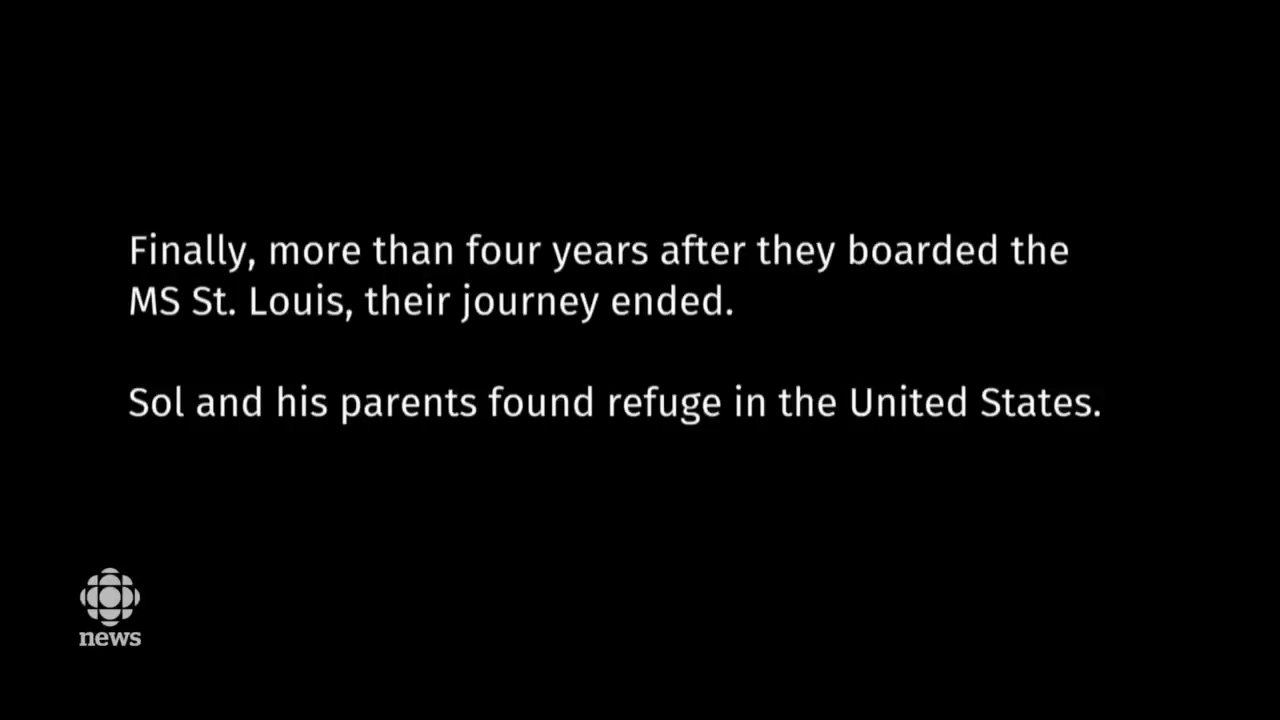 Finally, more than four years after they boarded the
MS St. Louis, their journey ended.
Sol and his parents found refuge in the United States.
news